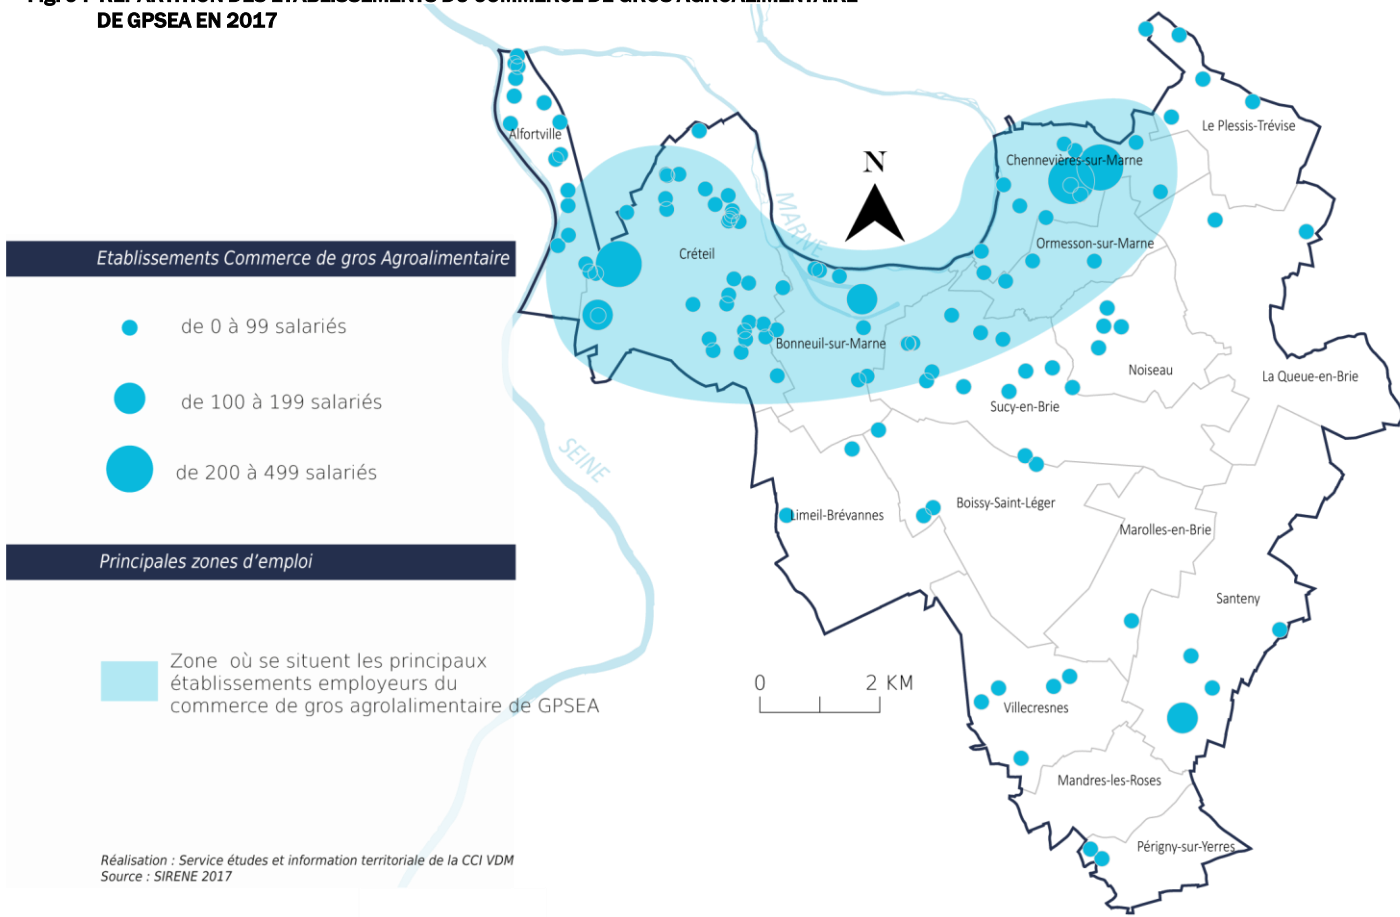 DE GPSEA EN 2017
Etablissements Commerce de gros Agroalimentaire
de 0 à 99 salariés
de 100 à 199 salariés
de 200 à 499 salariés
Principales zones d'emploi
Zone où se situent les principaux
établissements employeurs du
commerce de gros agrolalimentaire de GPSEA
Réalisation : Service études et information territoriale de la CCI VDM
Source : SIRENE 2017
Alfortville
Le Plessis-Trévise
N
Chennevières-sur-Marne
MARNE
Ormesson-sur-Marne
Créteil
Bonneuil-sur-Marne
Noiseau
La Queue-en-Brie
Sucy-en-Brie
SEINE
Boissy-Saint-Léger
Limeil-Brévannes
Marolles-en-Brie
Santeny
0 2 KM
Villecresnes
Mandres-les-Roses
Périgny-sur-Yerres